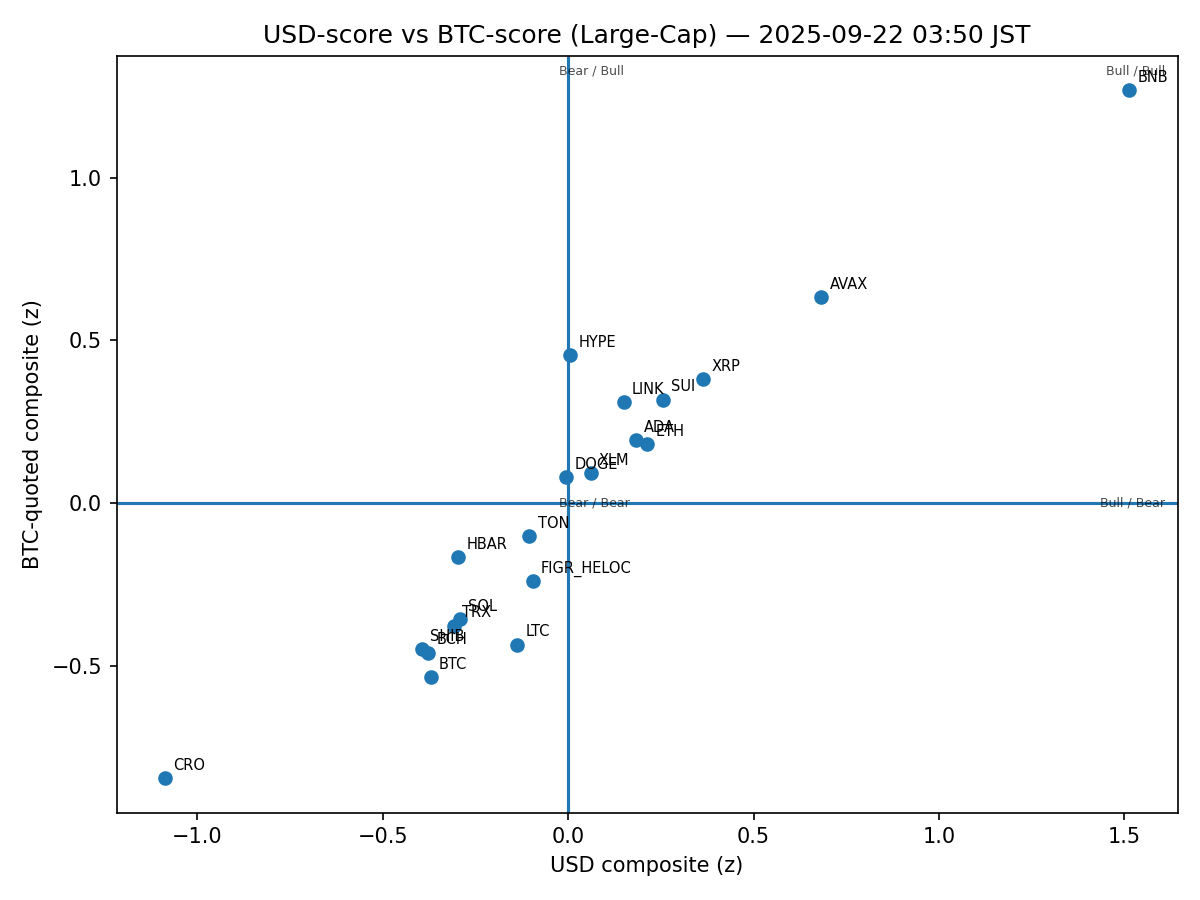 USD-score vs BTC-score (Large-Cap) — 2025-09-22 03:50 JST
Bear / Bull
Bull / Bull
BNB
1.0
AVAX
0.5
HYPE
XRP
SUI
LINK
ADA
ETH
XLM
DOGE
0.0
Bear / Bear
Bull / Bear
TON
HBAR
FIGR_HELOC
SOL
TRX
LTC
SHIB
BCH
BTC
−0.5
CRO
−1.0
−0.5
0.0
0.5
1.0
1.5
USD composite (z)
BTC-quoted composite (z)